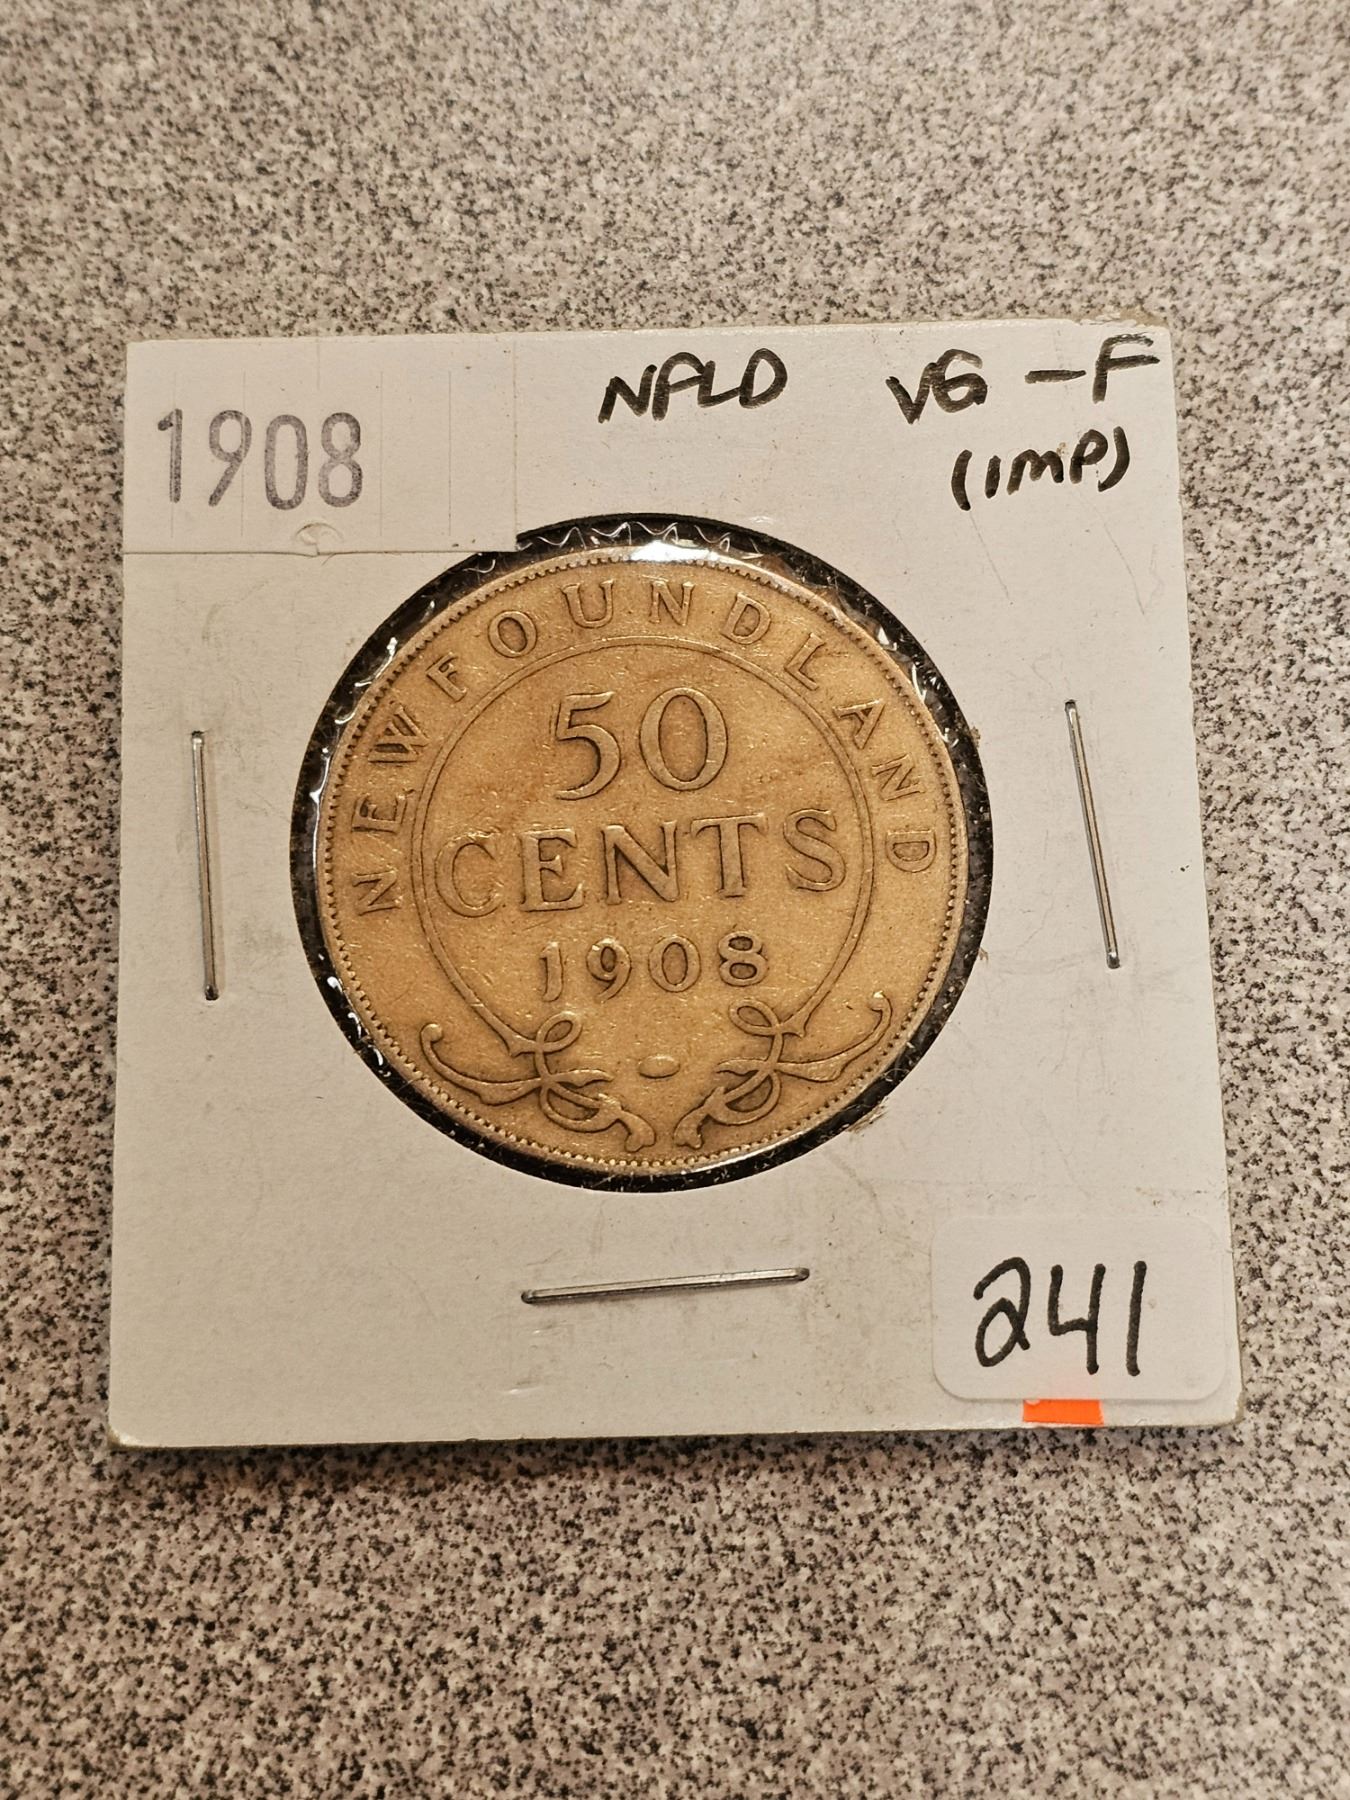 NFLD VG - F
(IMP)
1908
NEWFOUNDLAND
50
CENTS
1908
241